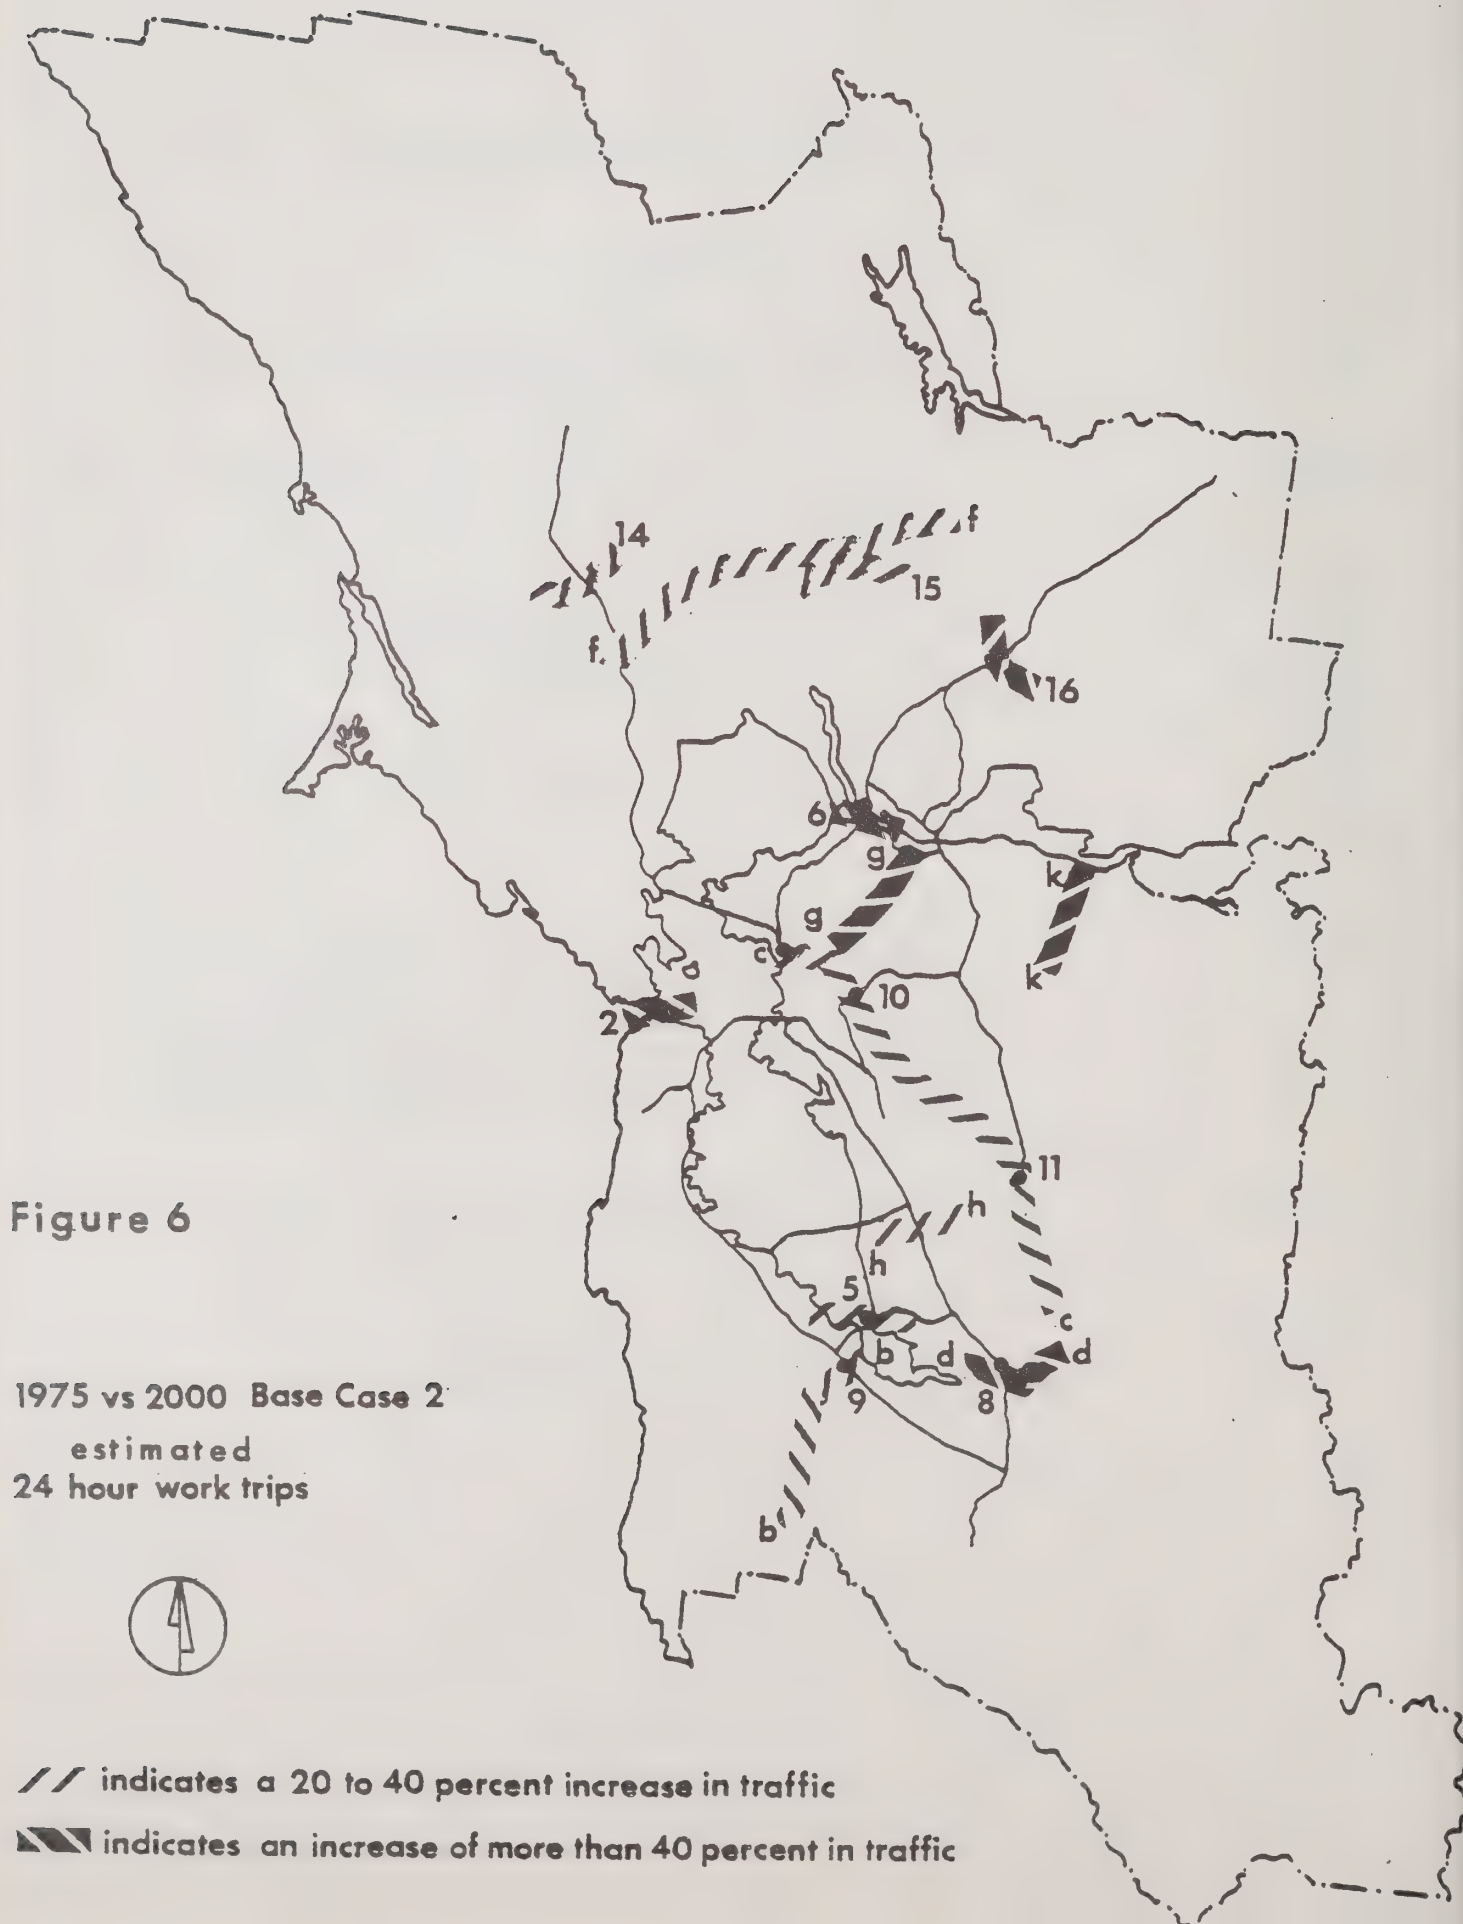 14
f
15
f.
16
6
g
k
g
c
k
10
2
11
Figure 6
h
h
5
c
b
d
d
9
8
1975 vs 2000 Base Case 2
estimated
24 hour work trips
b
// indicates a 20 to 40 percent increase in traffic
indicates an increase of more than 40 percent in traffic